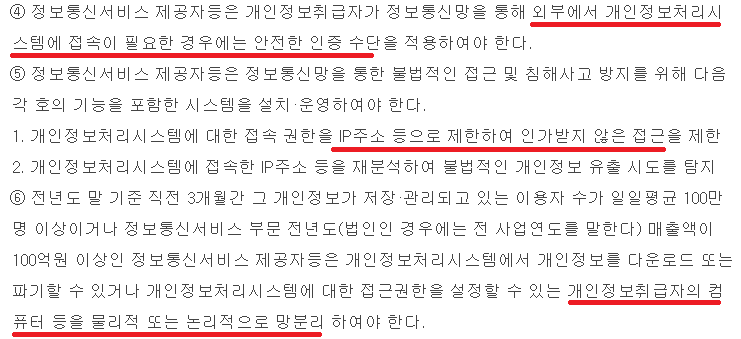 ④ 정보통신서비스 제공자등은 개인정보취급자가 정보통신망을 통해 외부에서 개인정보처리시
스템에 접속이 필요한 경우에는 안전한 인증 수단을 적용하여야 한다.
⑤ 정보통신서비스 제공자등은 정보통신망을 통한 불법적인 접근 및 침해사고 방지를 위해 다음
각 호의 기능을 포함한 시스템을 설치·운영하여야 한다.
1. 개인정보처리시스템에 대한 접속 권한을 IP주소 등으로 제한하여 인가받지 않은 접근을 제한
2. 개인정보처리시스템에 접속한 IP주소 등을 재분석하여 불법적인 개인정보 유출 시도를 탐지
⑥ 전년도 말 기준 직전 3개월간 그 개인정보가 저장·관리되고 있는 이용자 수가 일일평균 100만
명 이상이거나 정보통신서비스 부문 전년도(법인인 경우에는 전 사업연도를 말한다) 매출액이
100억원 이상인 정보통신서비스 제공자등은 개인정보처리시스템에서 개인정보를 다운로드 또는
파기할 수 있거나 개인정보처리시스템에 대한 접근권한을 설정할 수 있는 개인정보취급자의 컴
퓨터 등을 물리적 또는 논리적으로 망분리 하여야 한다.